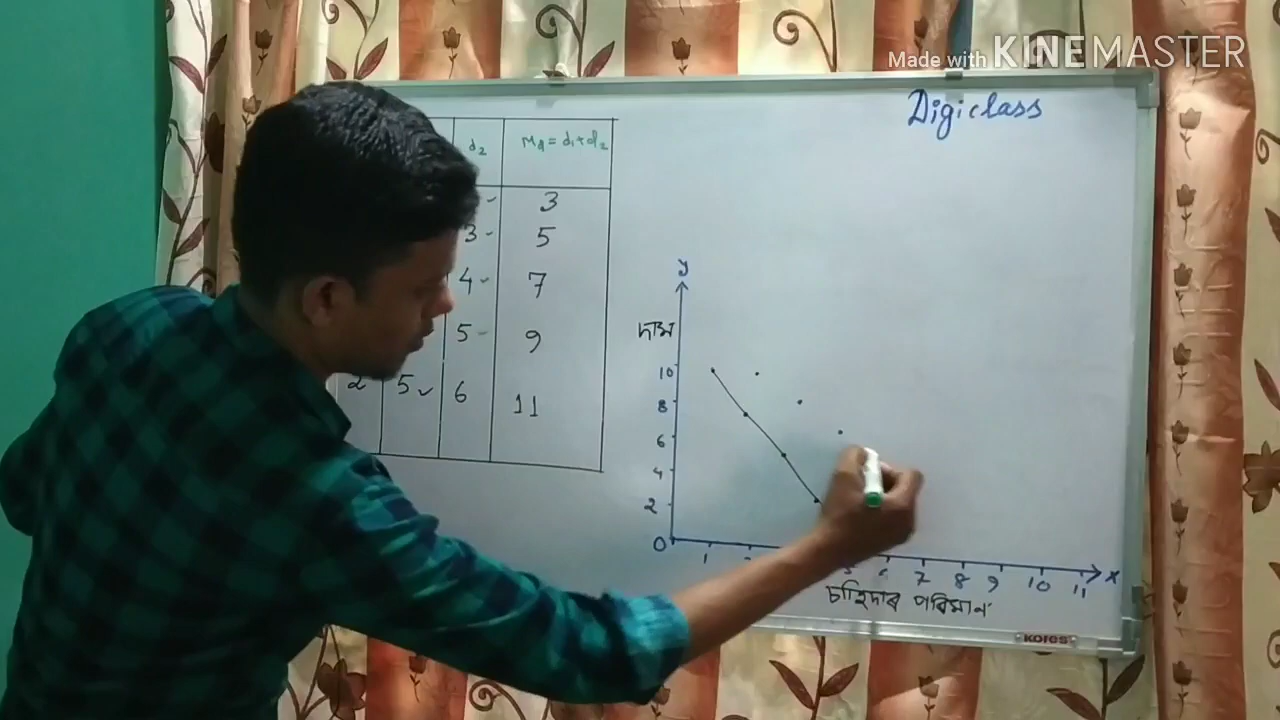 Made with KINEMASTER
Digiclass
d₂ Md = d₁+d₂
- 3
3- 5
4- 7
5- 9
2 5✓ 6 11
y
দাম
10
8
6
4
2
0
1 2 6 7 8 9 10 11 x
চাহিদাৰ পৰিমান
KORES